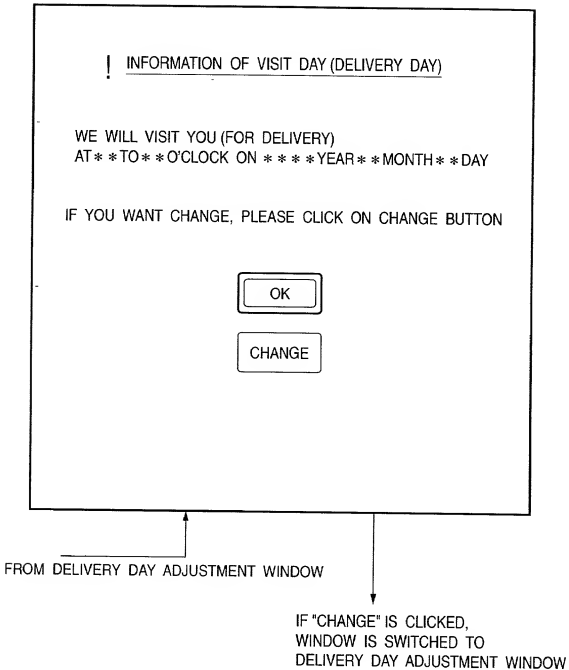 ! INFORMATION OF VISIT DAY (DELIVERY DAY)
WE WILL VISIT YOU (FOR DELIVERY)
AT * * TO * * O'CLOCK ON * * * * YEAR * * MONTH * * DAY
IF YOU WANT CHANGE, PLEASE CLICK ON CHANGE BUTTON
OK
CHANGE
FROM DELIVERY DAY ADJUSTMENT WINDOW
IF "CHANGE" IS CLICKED,
WINDOW IS SWITCHED TO
DELIVERY DAY ADJUSTMENT WINDOW